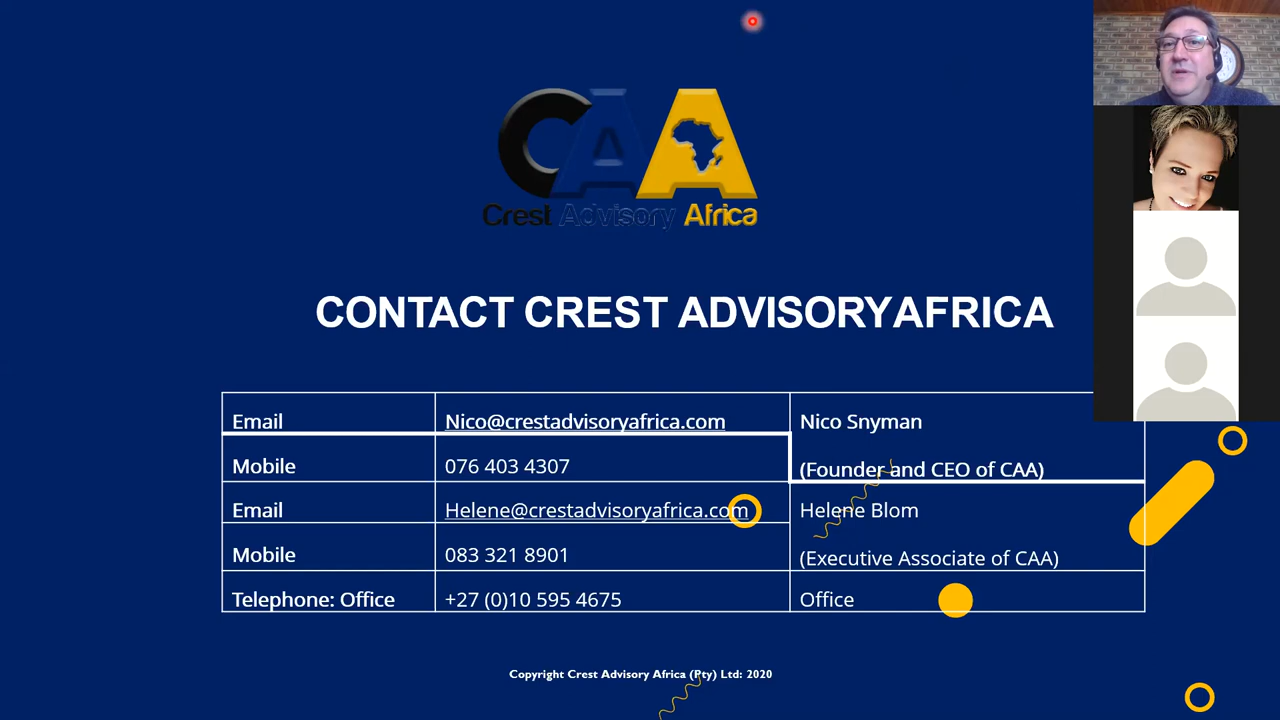 CAA
Crest Advisory Africa
CONTACT CREST ADVISORYAFRICA
Email Nico@crestadvisoryafrica.com Nico Snyman
Mobile 076 403 4307 (Founder and CEO of CAA)
Email Helene@crestadvisoryafrica.com Helene Blom
Mobile 083 321 8901 (Executive Associate of CAA)
Telephone: Office +27 (0)10 595 4675 Office
Copyright Crest Advisory Africa (Pty) Ltd: 2020